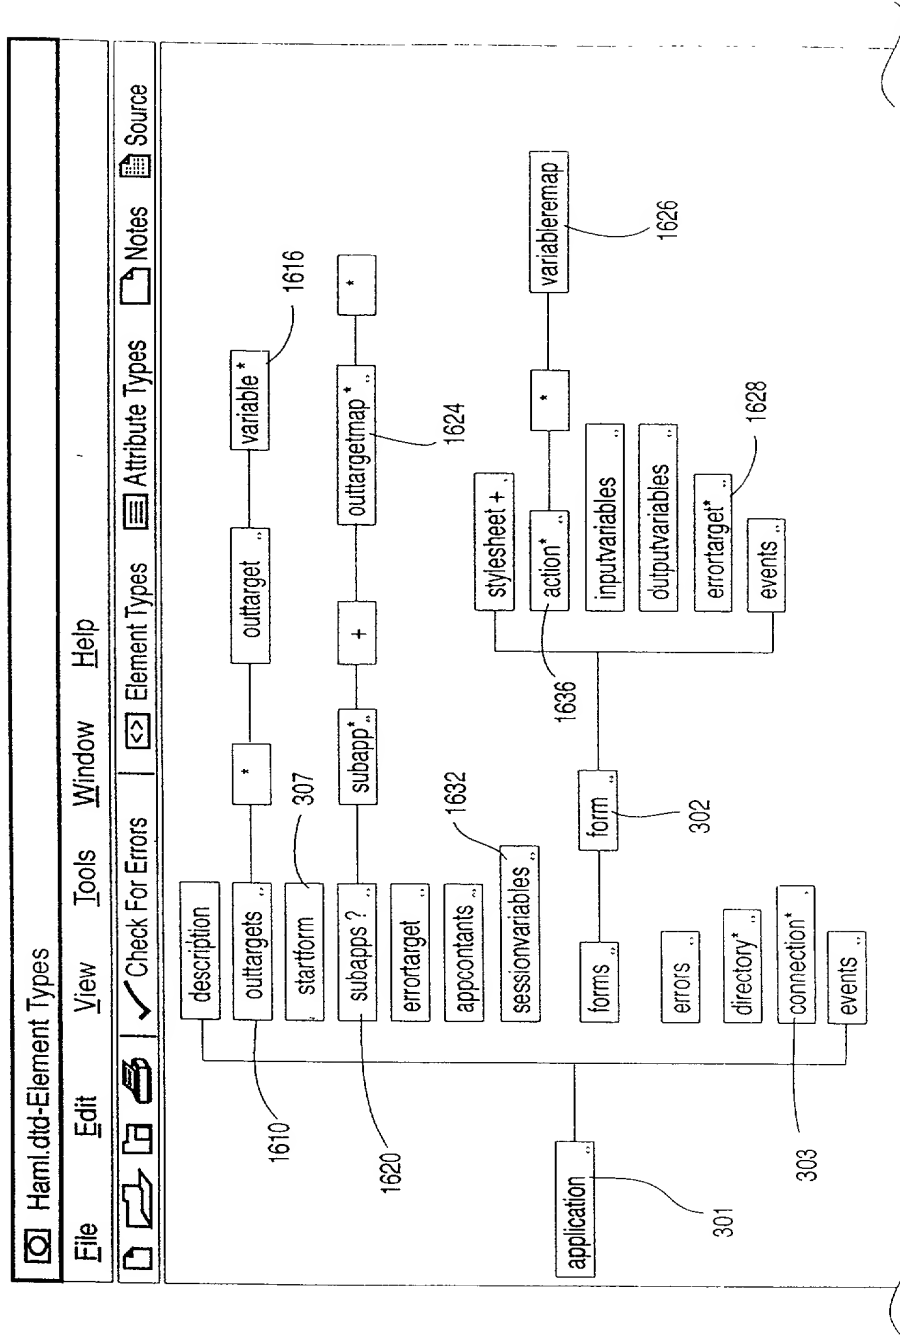 Haml.dtd-Element Types
File Edit View Tools Window Help
Check For Errors <> Element Types Attribute Types Notes Source
description
outtargets ,, * outtarget ,, variable *
1610
1616
startform
307
subapps ? ,, subapp* ,, + outtargetmap * ,, *
1620
1624
errortarget ,,
appcontants ,,
sessionvariables ,,
1632
stylesheet + ,
action* ,, * variableremap
1636
1626
inputvariables ,,
outputvariables ,,
errortarget* ,,
1628
events ,,
application ,,
301
forms ,, form ,,
302
errors ,,
directory* ,,
connection* ,
303
events ,,